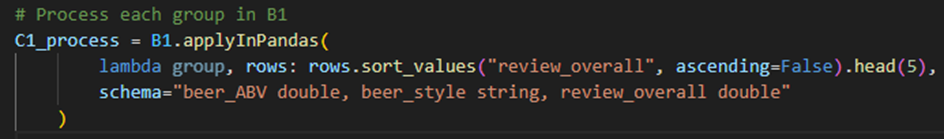 # Process each group in B1
C1_process = B1.applyInPandas(
lambda group, rows: rows.sort_values("review_overall", ascending=False).head(5),
schema="beer_ABV double, beer_style string, review_overall double"
)